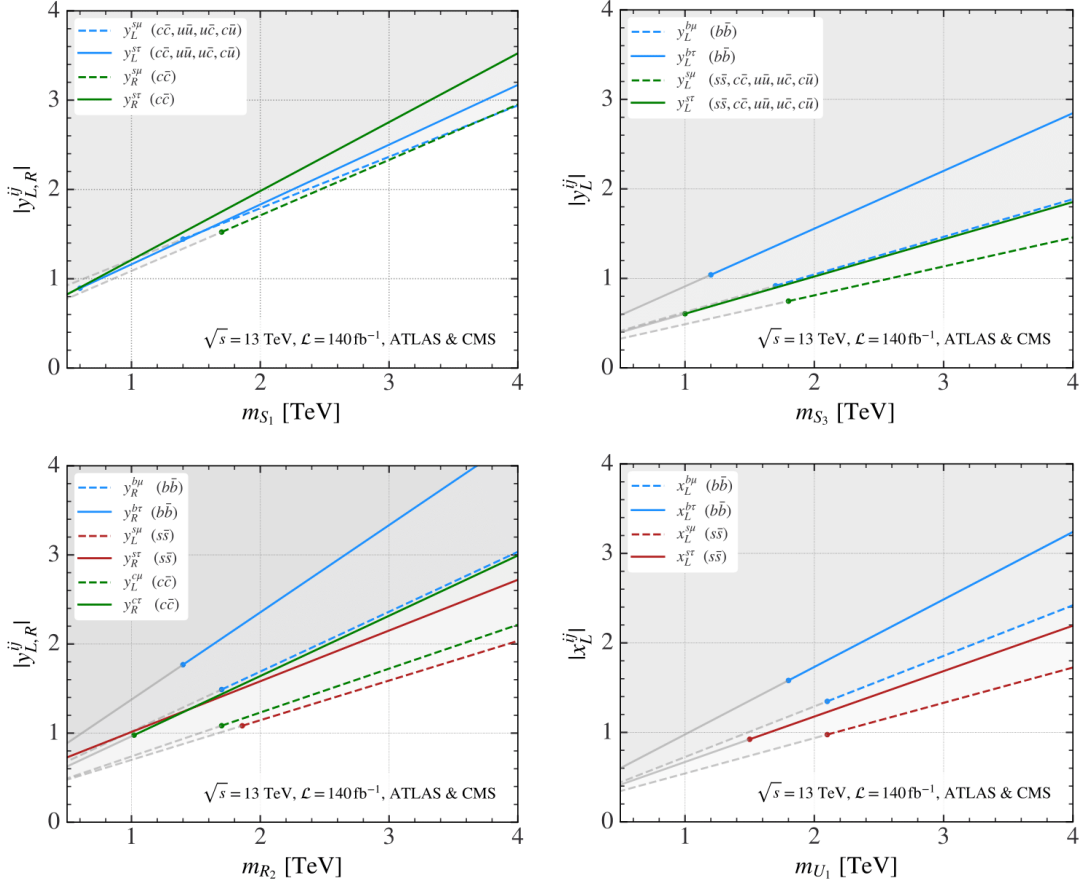 4
3
2
1
0
|y_{L,R}^{ij}|
y_L^{sμ} (cc̄, uū, uc̄, cū)
y_L^{sτ} (cc̄, uū, uc̄, cū)
y_R^{sμ} (cc̄)
y_R^{sτ} (cc̄)
√s = 13 TeV, ℒ = 140 fb⁻¹, ATLAS & CMS
1 2 3 4
m_{S_1} [TeV]
4
3
2
1
0
|y_L^{ij}|
y_L^{bμ} (bb̄)
y_L^{bτ} (bb̄)
y_L^{sμ} (ss̄, cc̄, uū, uc̄, cū)
y_L^{sτ} (ss̄, cc̄, uū, uc̄, cū)
√s = 13 TeV, ℒ = 140 fb⁻¹, ATLAS & CMS
1 2 3 4
m_{S_3} [TeV]
4
3
2
1
0
|y_{L,R}^{ij}|
y_R^{bμ} (bb̄)
y_R^{bτ} (bb̄)
y_L^{sμ} (ss̄)
y_R^{sτ} (ss̄)
y_L^{cμ} (cc̄)
y_R^{cτ} (cc̄)
√s = 13 TeV, ℒ = 140 fb⁻¹, ATLAS & CMS
1 2 3 4
m_{R_2} [TeV]
4
3
2
1
0
|x_L^{ij}|
x_L^{bμ} (bb̄)
x_L^{bτ} (bb̄)
x_L^{sμ} (ss̄)
x_L^{sτ} (ss̄)
√s = 13 TeV, ℒ = 140 fb⁻¹, ATLAS & CMS
1 2 3 4
m_{U_1} [TeV]